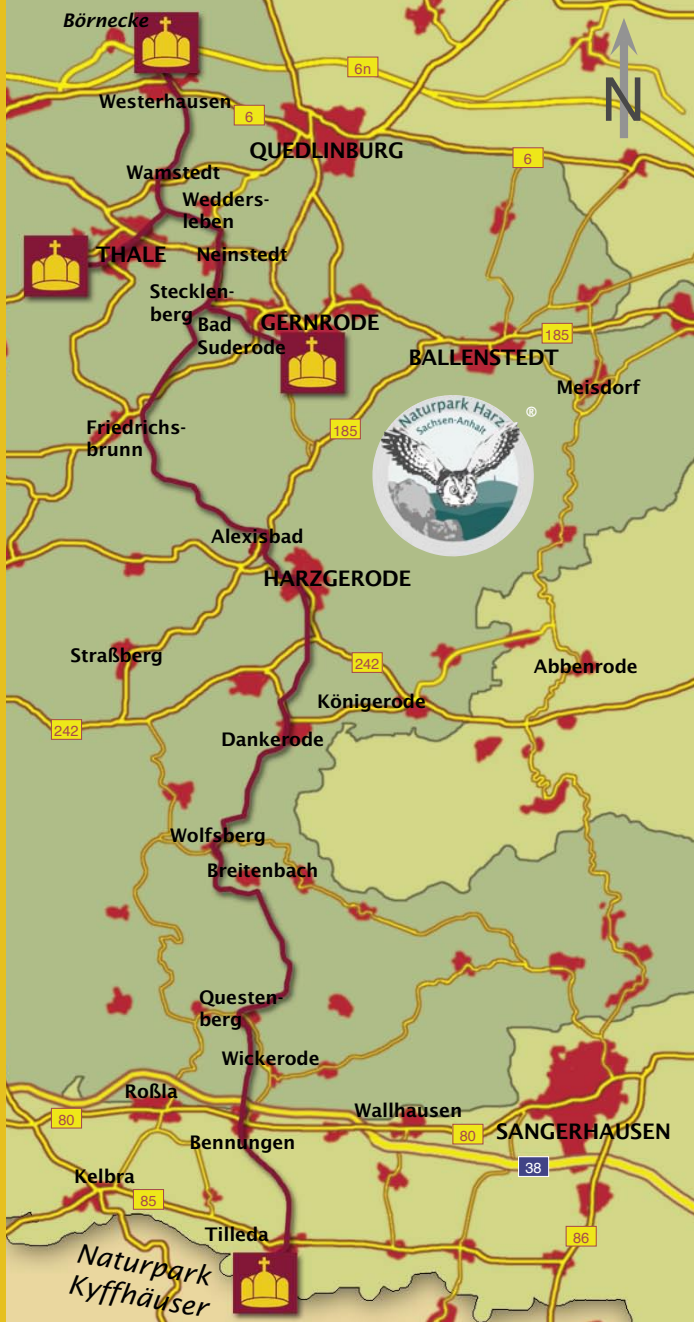 Börnecke
6n
N
Westerhausen
6
QUEDLINBURG
6
Wamstedt
Wedders-
leben
THALE
Neinstedt
Stecklen-
berg
GERNRODE
Bad
Suderode
185
BALLENSTEDT
Meisdorf
Naturpark Harz
Sachsen-Anhalt
®
Friedrichs-
brunn
185
Alexisbad
HARZGERODE
Straßberg
242
Abbenrode
Königerode
242
Dankerode
Wolfsberg
Breitenbach
Questen-
berg
Wickerode
Roßla
Wallhausen
80
80
SANGERHAUSEN
Bennungen
38
Kelbra
85
Tilleda
86
Naturpark
Kyffhäuser